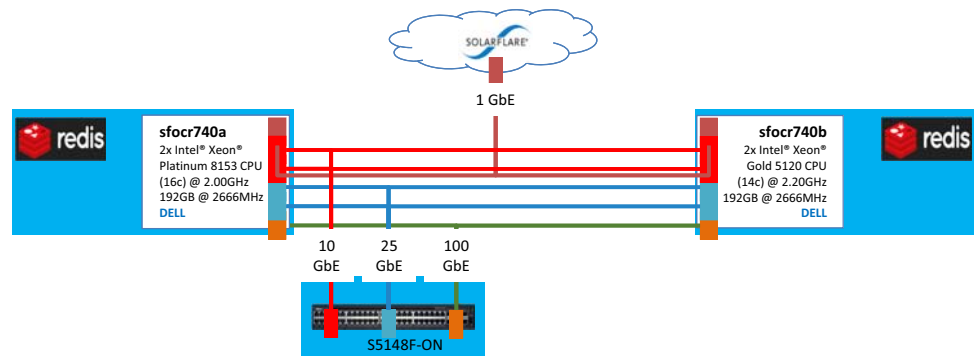 SOLARFLARE®
1 GbE
redis
sfocr740a
2x Intel® Xeon®
Platinum 8153 CPU
(16c) @ 2.00GHz
192GB @ 2666MHz
DELL
sfocr740b
2x Intel® Xeon®
Gold 5120 CPU
(14c) @ 2.20GHz
192GB @ 2666MHz
DELL
redis
10
GbE
25
GbE
100
GbE
S5148F-ON